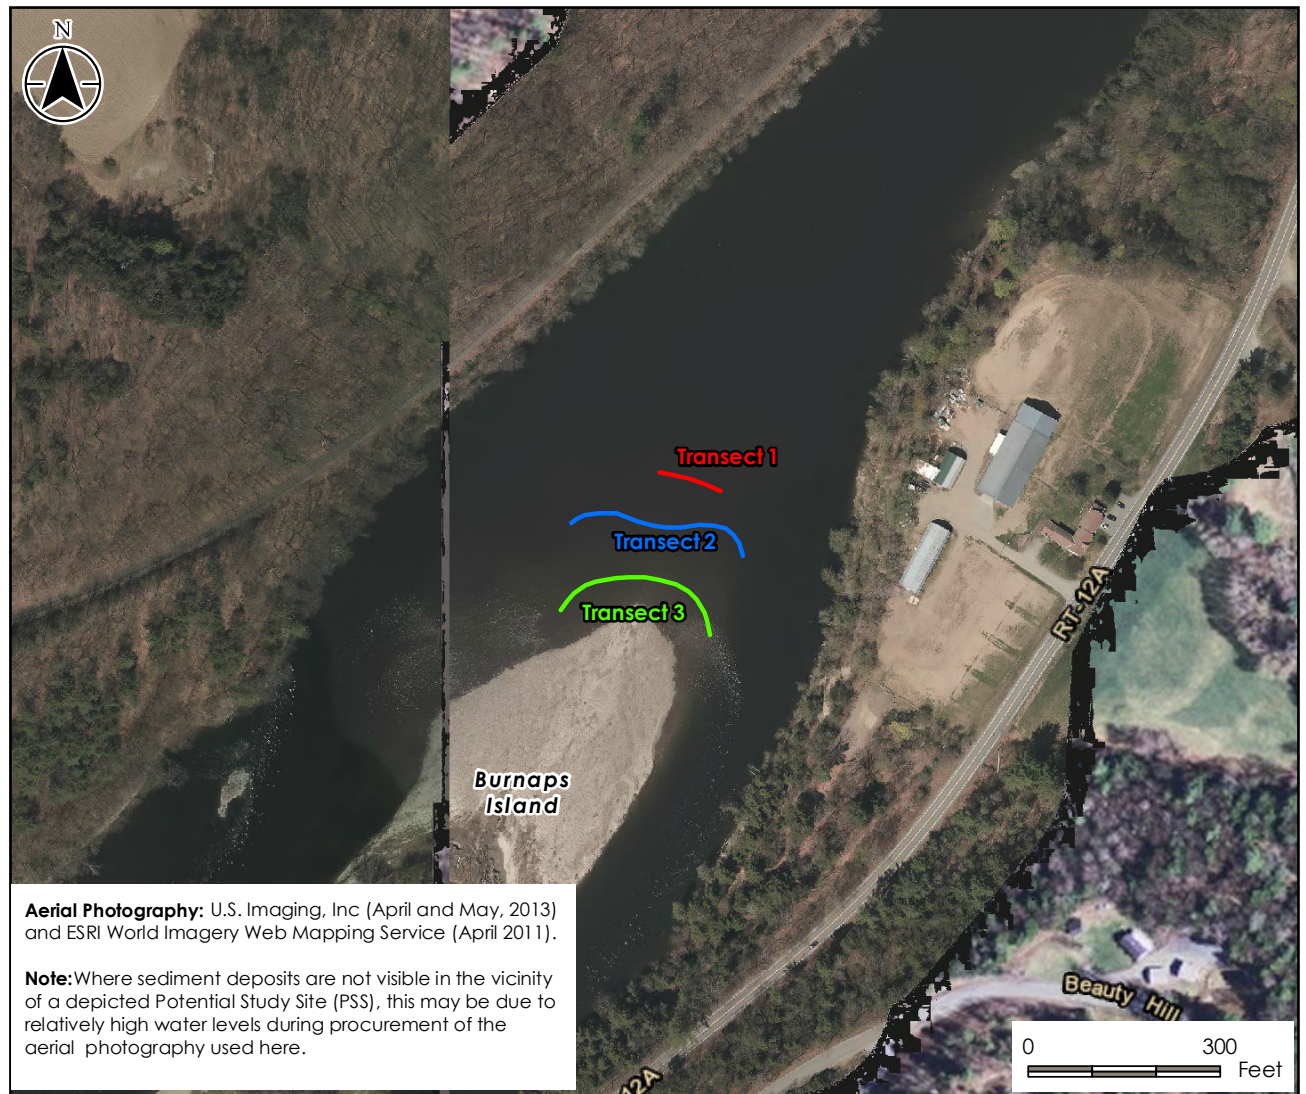 N
Transect 1
Transect 2
Transect 3
RT-12A
Burnaps
Island
Aerial Photography: U.S. Imaging, Inc (April and May, 2013)
and ESRI World Imagery Web Mapping Service (April 2011).
Note:Where sediment deposits are not visible in the vicinity
of a depicted Potential Study Site (PSS), this may be due to
relatively high water levels during procurement of the
aerial photography used here.
Beauty Hill
0 300
Feet
12A